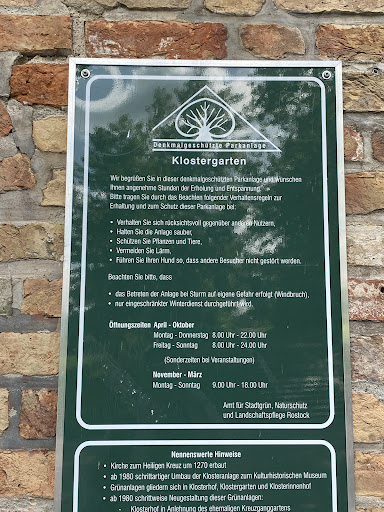 Denkmalgeschützte Parkanlage
Klostergarten
Wir begrüßen Sie in dieser denkmalgeschützten Parkanlage und wünschen
Ihnen angenehme Stunden der Erholung und Entspannung.
Bitte tragen Sie durch das Beachten folgender Verhaltensregeln zur
Erhaltung und zum Schutz dieser Parkanlage bei:
• Verhalten Sie sich rücksichtsvoll gegenüber anderen Nutzern,
• Halten Sie die Anlage sauber,
• Schützen Sie Pflanzen und Tiere,
• Vermeiden Sie Lärm,
• Führen Sie Ihren Hund so, dass andere Besucher nicht gestört werden.
Beachten Sie bitte, dass
• das Betreten der Anlage bei Sturm auf eigene Gefahr erfolgt (Windbruch),
• nur eingeschränkter Winterdienst durchgeführt wird.
Öffnungszeiten April - Oktober
Montag - Donnerstag 8.00 Uhr - 22.00 Uhr
Freitag - Sonntag 8.00 Uhr - 24.00 Uhr
(Sonderzeiten bei Veranstaltungen)
November - März
Montag - Sonntag 9.00 Uhr - 18.00 Uhr
Amt für Stadtgrün, Naturschutz
und Landschaftspflege Rostock
Nennenswerte Hinweise
• Kirche zum Heiligen Kreuz um 1270 erbaut
• ab 1980 schrittartiger Umbau der Klosteranlage zum Kulturhistorischen Museum
• Grünanlagen gliedern sich in Klosterhof, Klostergarten und Klosterinnenhof
• ab 1980 schrittweise Neugestaltung dieser Grünanlagen:
- Klosterhof in Anlehnung des ehemaligen Kreuzganggartens